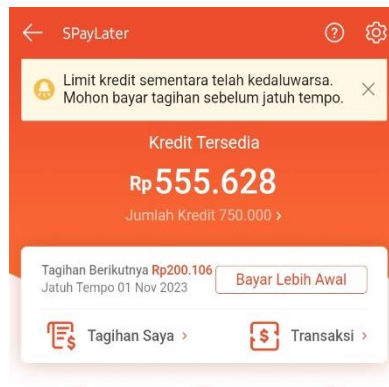 SPayLater
Limit kredit sementara telah kedaluwarsa.
Mohon bayar tagihan sebelum jatuh tempo.
Kredit Tersedia
Rp555.628
Jumlah Kredit 750.000 >
Tagihan Berikutnya Rp200.106
Jatuh Tempo 01 Nov 2023
Bayar Lebih Awal
Tagihan Saya >
Transaksi >